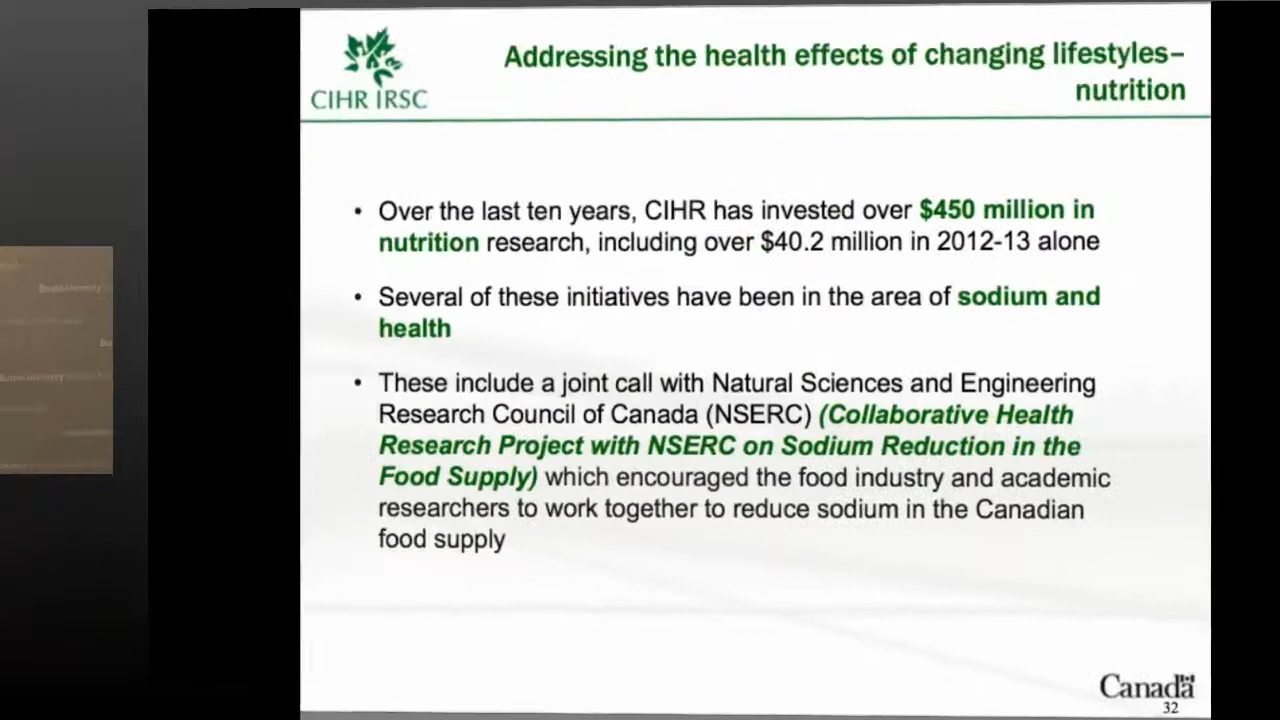 CIHR IRSC
Addressing the health effects of changing lifestyles–
nutrition
• Over the last ten years, CIHR has invested over $450 million in
nutrition research, including over $40.2 million in 2012-13 alone
• Several of these initiatives have been in the area of sodium and
health
• These include a joint call with Natural Sciences and Engineering
Research Council of Canada (NSERC) (Collaborative Health
Research Project with NSERC on Sodium Reduction in the
Food Supply) which encouraged the food industry and academic
researchers to work together to reduce sodium in the Canadian
food supply
Canada
32